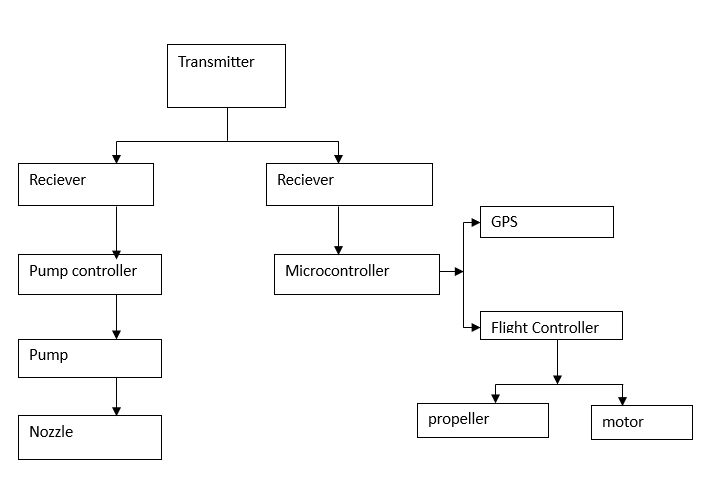 Transmitter
Reciever
Reciever
GPS
Pump controller
Microcontroller
Flight Controller
Pump
propeller
motor
Nozzle